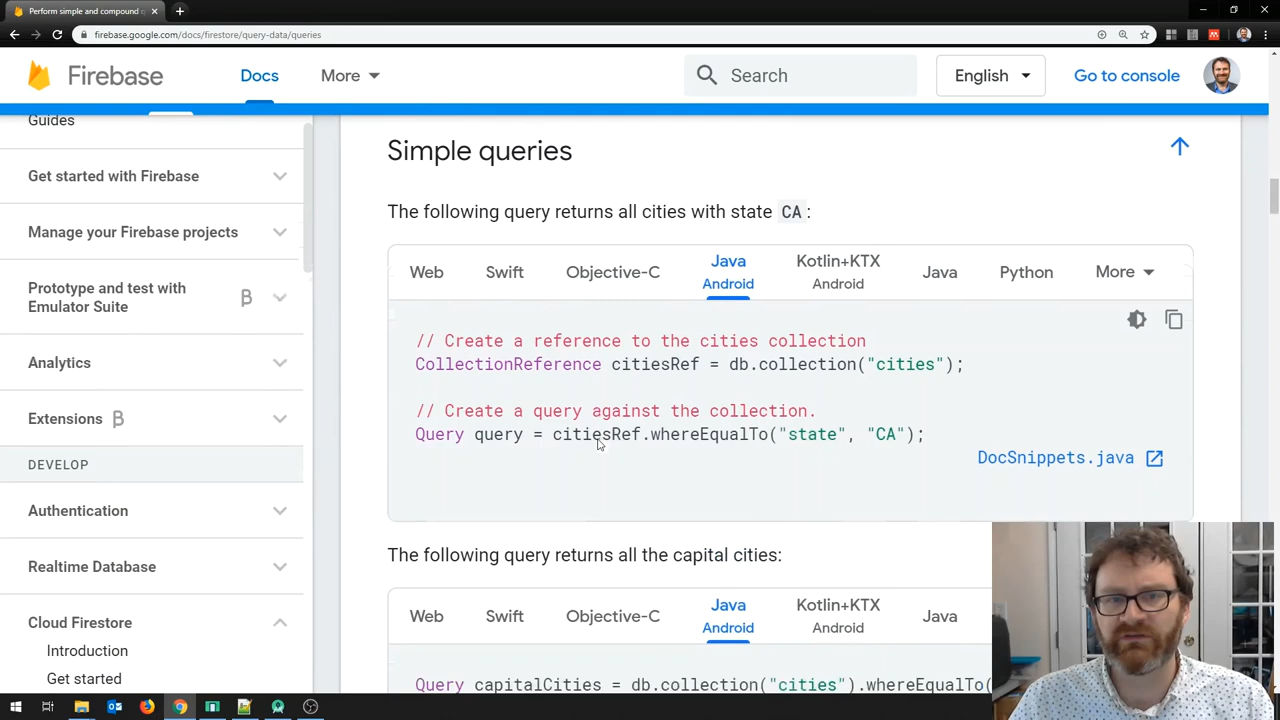 Perform simple and compound q
firebase.google.com/docs/firestore/query-data/queries
Firebase
Docs
More
Search
English
Go to console
Guides
Get started with Firebase
Manage your Firebase projects
Prototype and test with
Emulator Suite
β
Analytics
Extensions β
DEVELOP
Authentication
Realtime Database
Cloud Firestore
Introduction
Get started
Simple queries
The following query returns all cities with state CA:
Web
Swift
Objective-C
Java
Android
Kotlin+KTX
Android
Java
Python
More
// Create a reference to the cities collection
CollectionReference citiesRef = db.collection("cities");
// Create a query against the collection.
Query query = citiesRef.whereEqualTo("state", "CA");
DocSnippets.java
The following query returns all the capital cities:
Web
Swift
Objective-C
Java
Android
Kotlin+KTX
Android
Java
Query capitalCities = db.collection("cities").whereEqualTo(